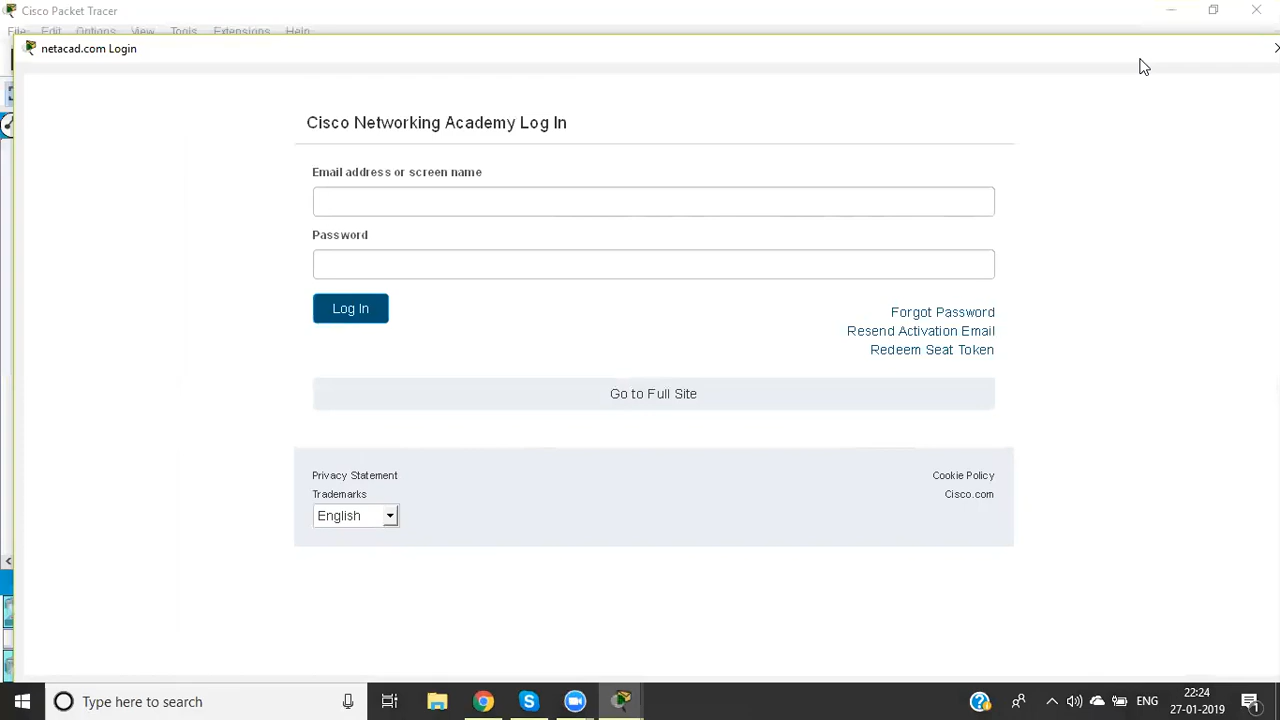 Cisco Packet Tracer
File Edit Options View Tools Extensions Help
netacad.com Login
Cisco Networking Academy Log In
Email address or screen name
Password
Log In
Forgot Password
Resend Activation Email
Redeem Seat Token
Go to Full Site
Privacy Statement
Cookie Policy
Trademarks
Cisco.com
English
Type here to search
ENG
22:24
27-01-2019
1